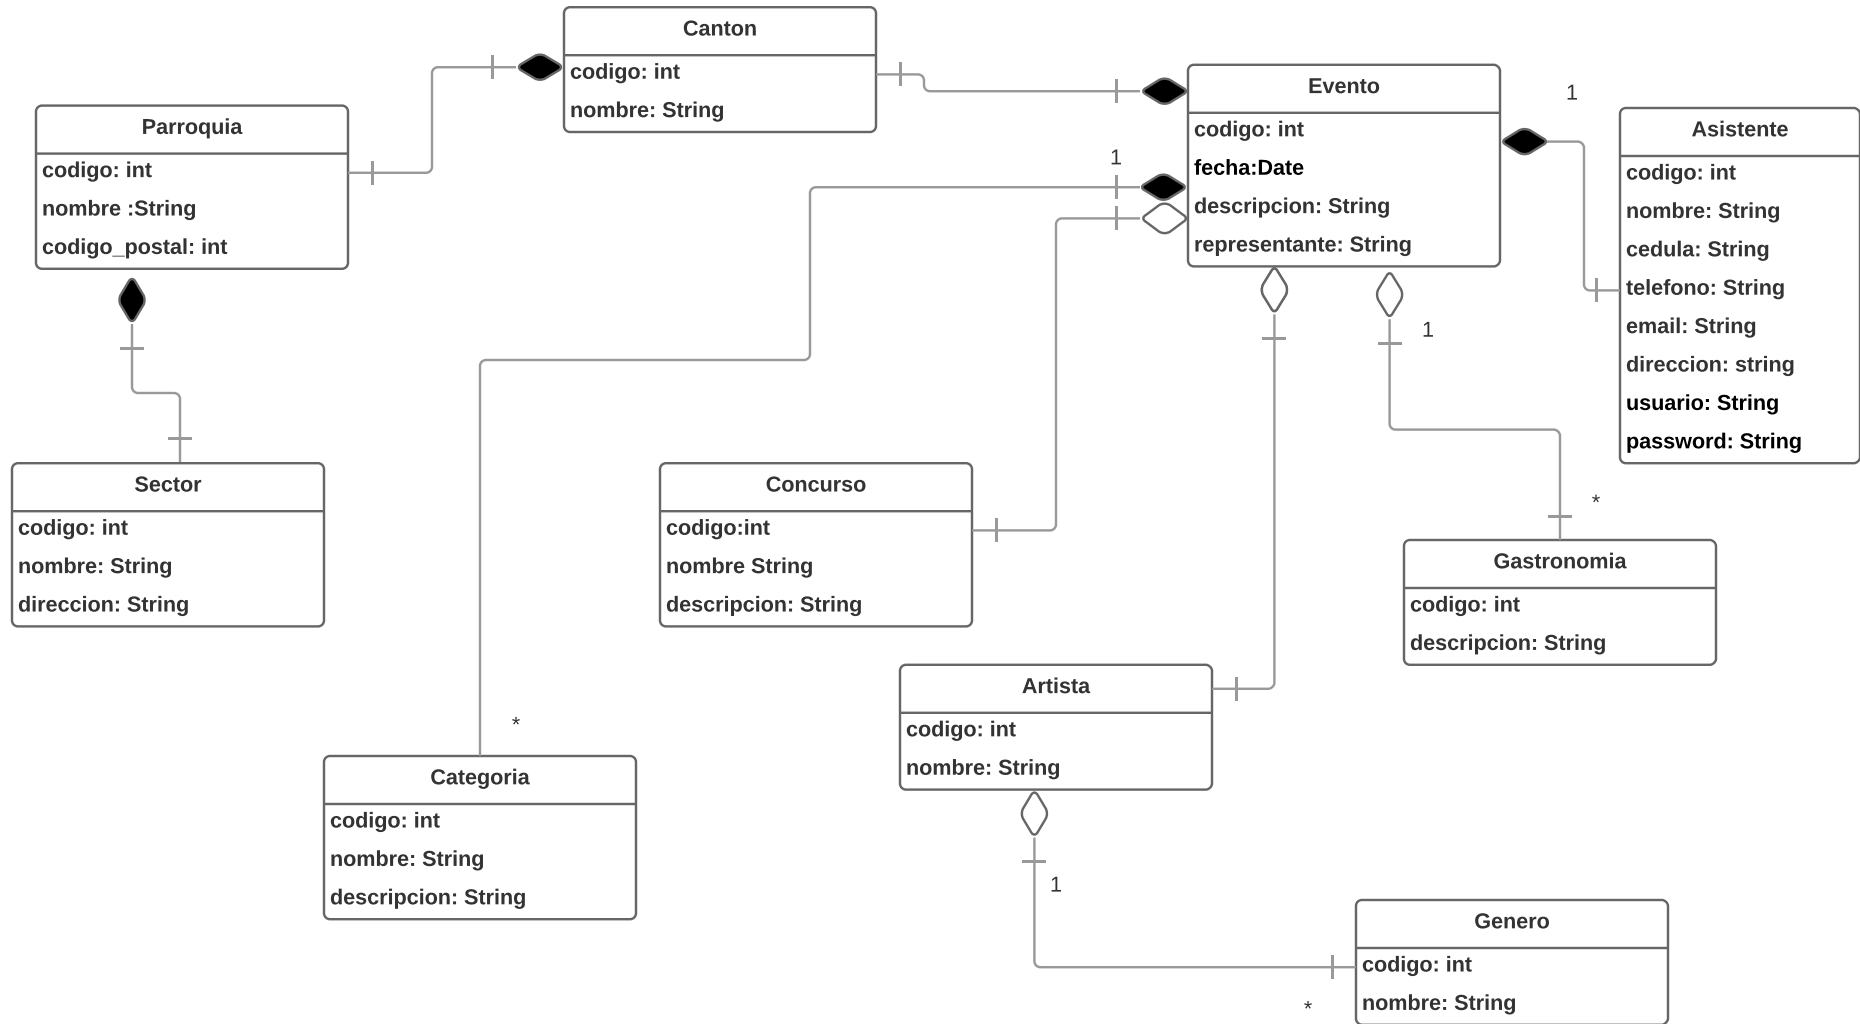 Canton
codigo: int
nombre: String
Parroquia
codigo: int
nombre :String
codigo_postal: int
Evento
codigo: int
fecha:Date
descripcion: String
representante: String
1
1
Asistente
codigo: int
nombre: String
cedula: String
telefono: String
email: String
direccion: string
usuario: String
password: String
1
*
Sector
codigo: int
nombre: String
direccion: String
Concurso
codigo:int
nombre String
descripcion: String
Gastronomia
codigo: int
descripcion: String
Artista
codigo: int
nombre: String
*
Categoria
codigo: int
nombre: String
descripcion: String
1
*
Genero
codigo: int
nombre: String